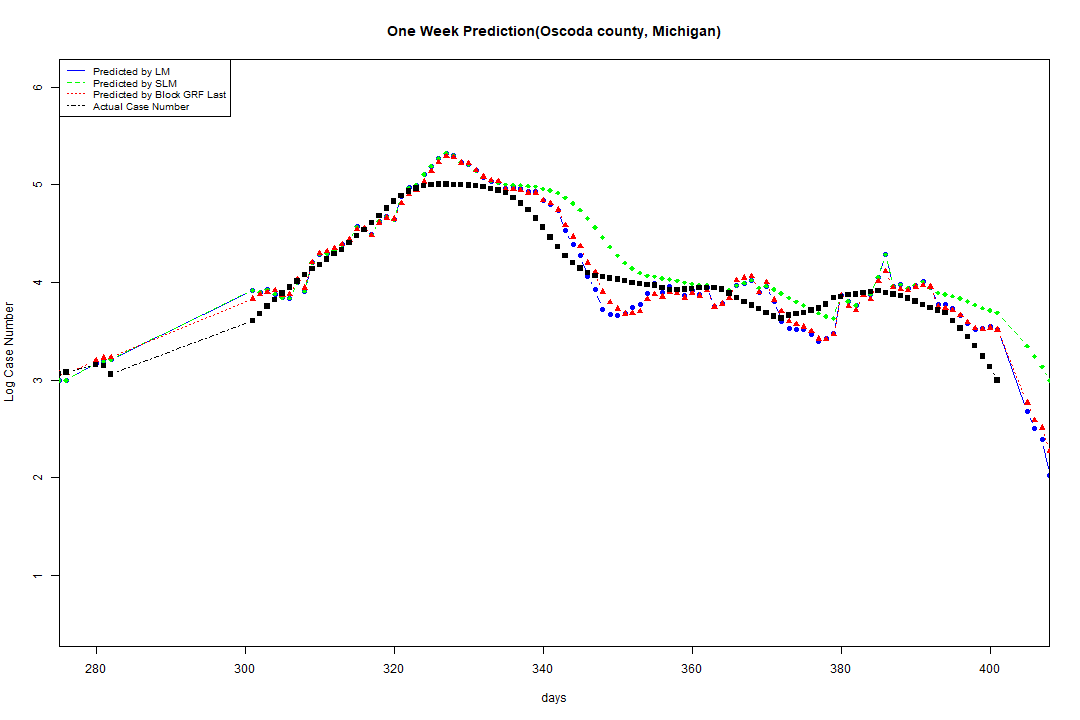 One Week Prediction(Oscoda county, Michigan)
Predicted by LM
Predicted by SLM
Predicted by Block GRF Last
Actual Case Number
6
5
4
3
2
1
Log Case Number
280 300 320 340 360 380 400
days